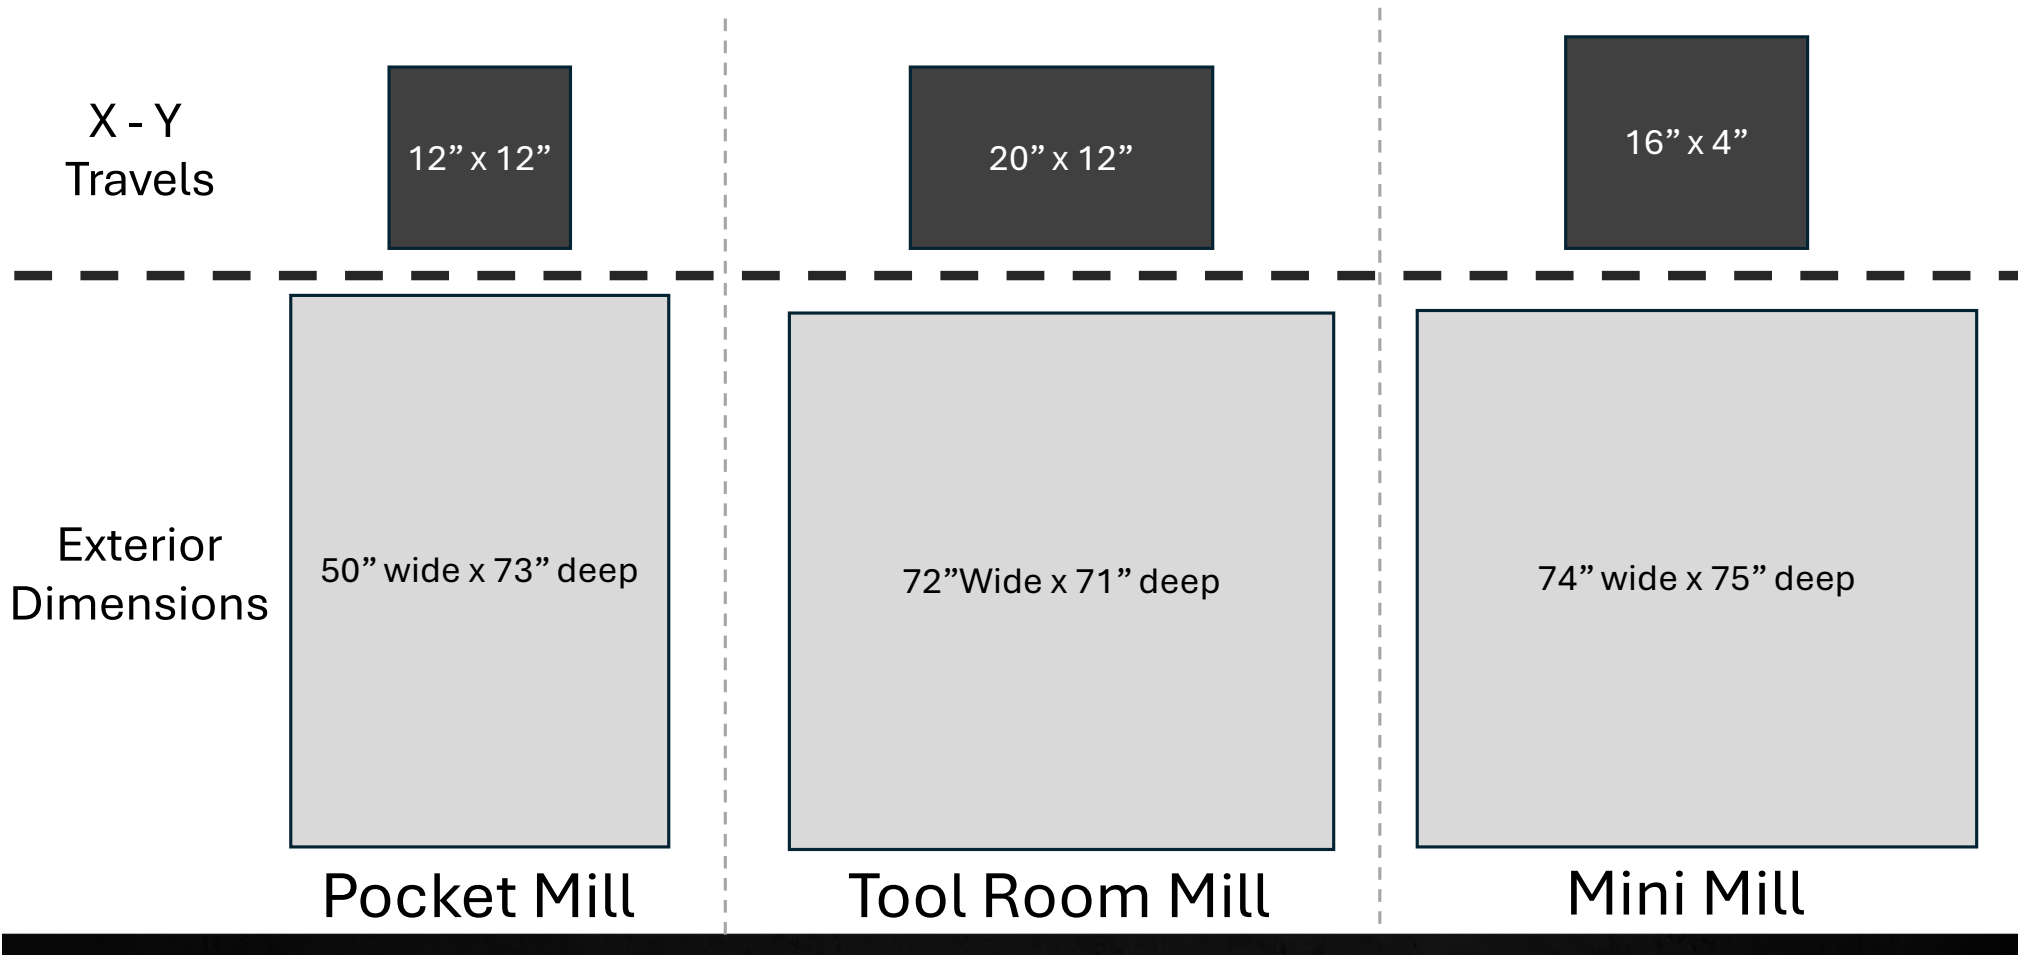 X - Y
Travels
12” x 12”
20” x 12”
16” x 4”
Exterior
Dimensions
50” wide x 73” deep
72”Wide x 71” deep
74” wide x 75” deep
Pocket Mill
Tool Room Mill
Mini Mill